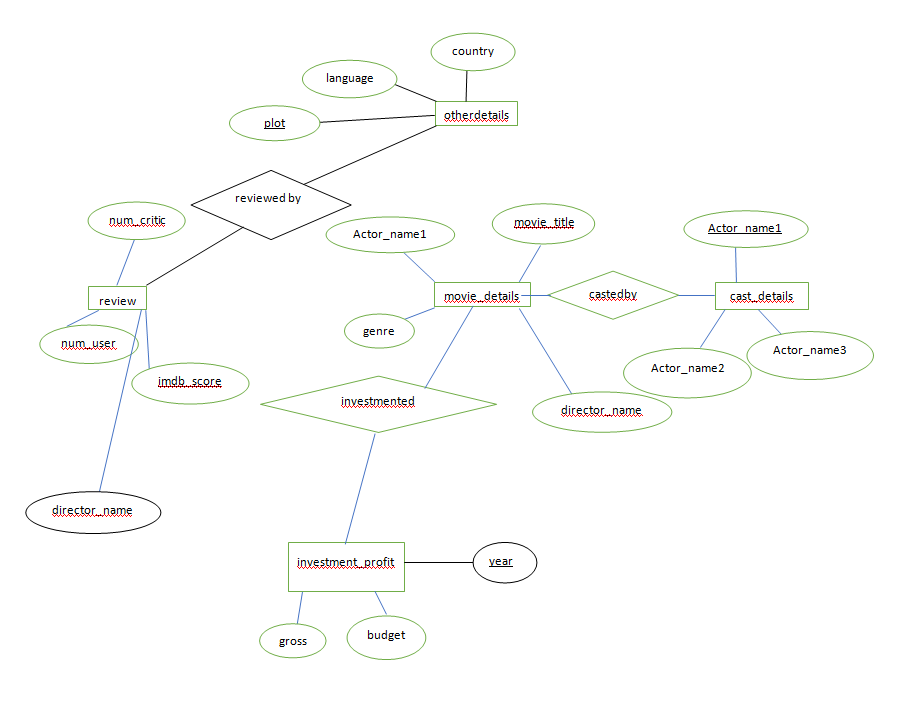 country
language
otherdetails
plot
reviewed by
num_critic
Actor_name1
movie_title
Actor_name1
review
movie_details
castedby
cast_details
genre
num_user
Actor_name2
Actor_name3
imdb_score
investmented
director_name
director_name
investment_profit
year
gross
budget